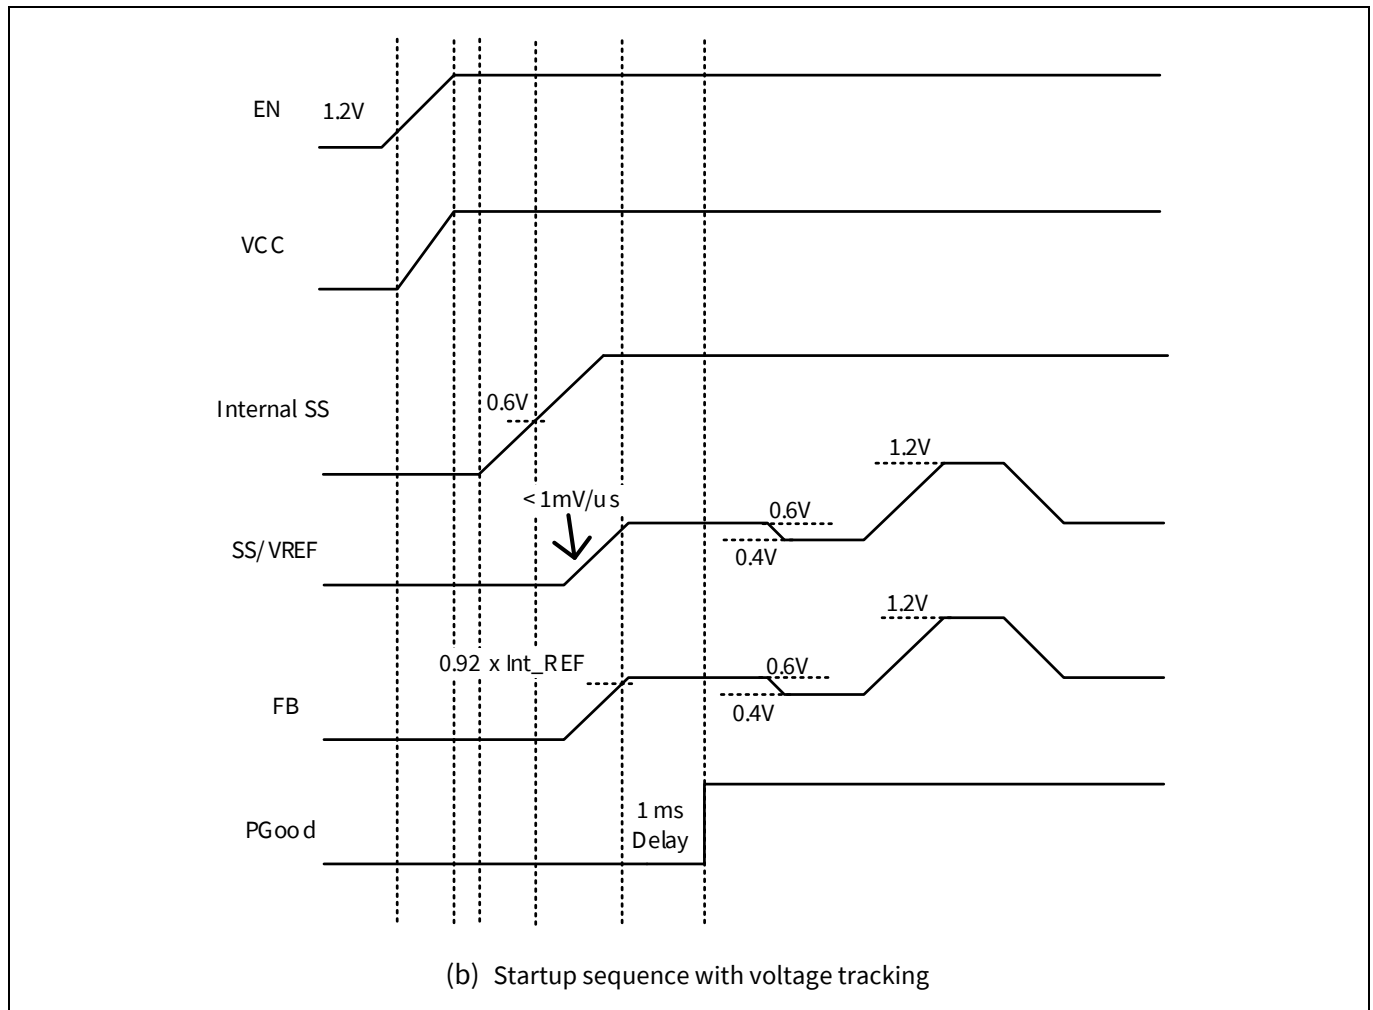 EN 1.2V
VCC
Internal SS
0.6V
1.2V
<1mV/us
0.6V
SS/VREF
0.4V
1.2V
0.92 x Int_REF
0.6V
FB
0.4V
PGood
1 ms
Delay
(b) Startup sequence with voltage tracking